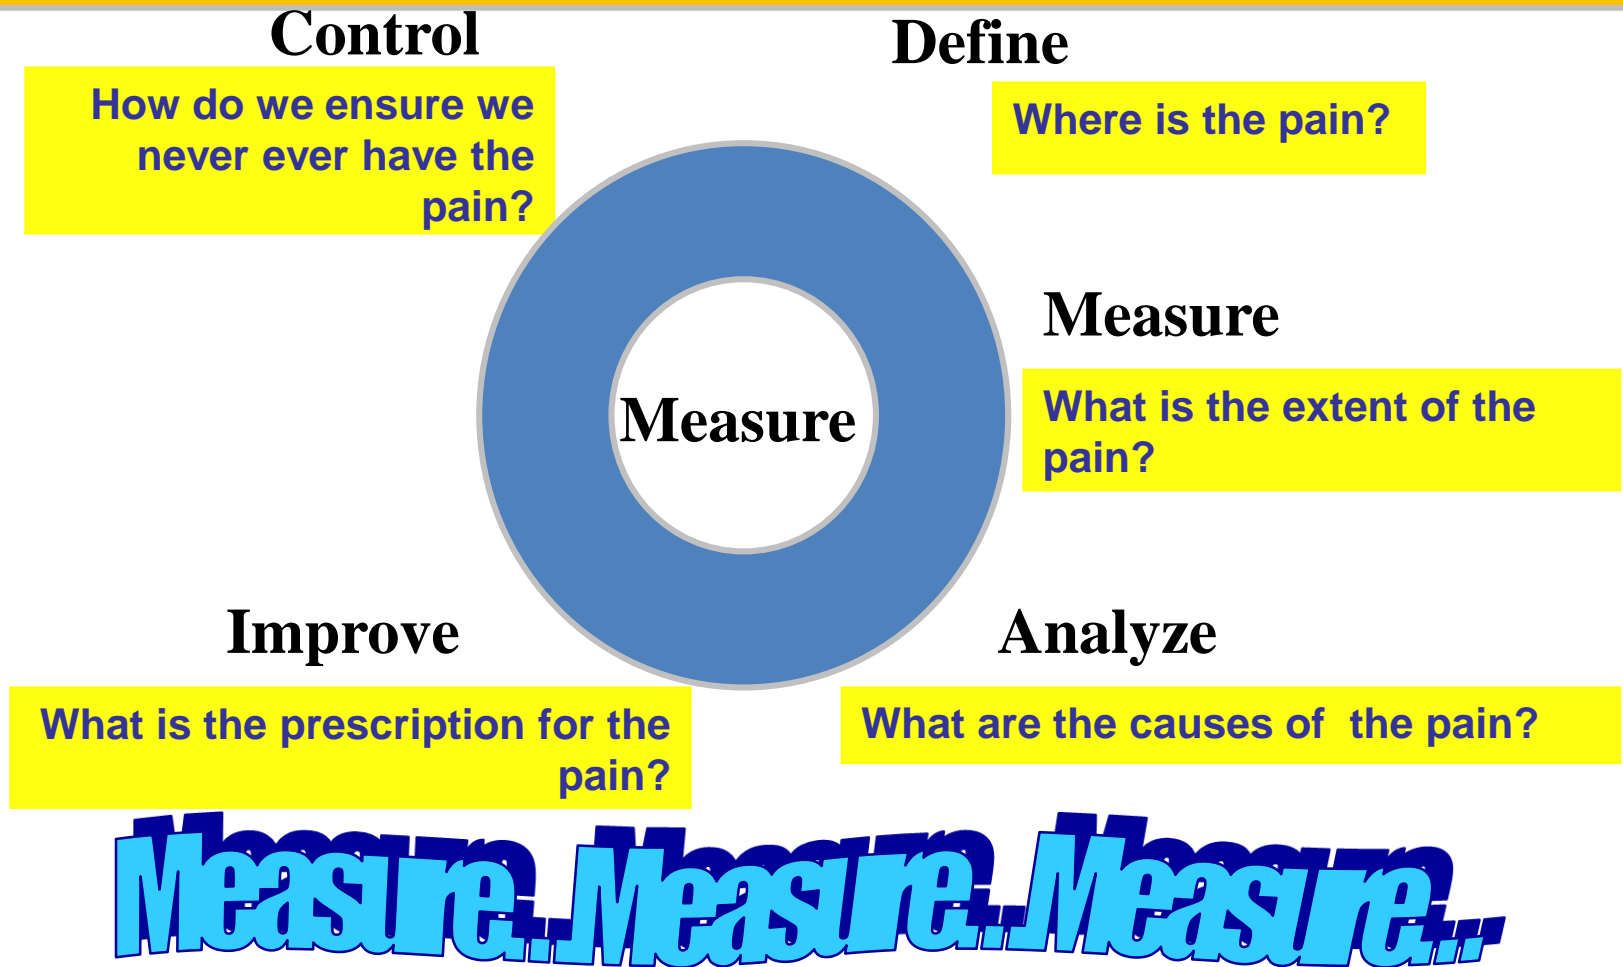 Control
How do we ensure we
never ever have the
pain?
Define
Where is the pain?
Measure
What is the extent of the
pain?
Measure
Improve
What is the prescription for the
pain?
Analyze
What are the causes of  the pain?
Measure...Measure...Measure...